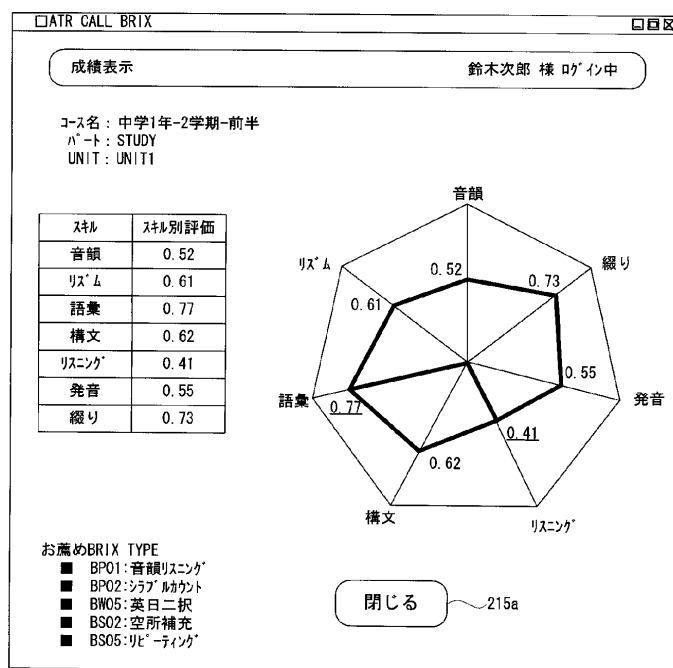 ATR CALL BRIX
成績表示
鈴木次郎 様 ﾛｸﾞｲﾝ中
ｺｰｽ名 : 中学1年-2学期-前半
ﾊﾟｰﾄ : STUDY
UNIT : UNIT1
ｽｷﾙ ｽｷﾙ別評価
音韻 0.52
ﾘｽﾞﾑ 0.61
語彙 0.77
構文 0.62
ﾘｽﾆﾝｸﾞ 0.41
発音 0.55
綴り 0.73
音韻
ﾘｽﾞﾑ
綴り
0.52
0.73
0.61
0.55
語彙
0.77
発音
0.41
0.62
構文
ﾘｽﾆﾝｸﾞ
お薦めBRIX TYPE
■ BP01:音韻ﾘｽﾆﾝｸﾞ
■ BP02:ｼﾗﾌﾞﾙｶｳﾝﾄ
■ BW05:英日二択
■ BS02:空所補充
■ BS05:ﾘﾋﾟｰﾃｨﾝｸﾞ
閉じる
215a